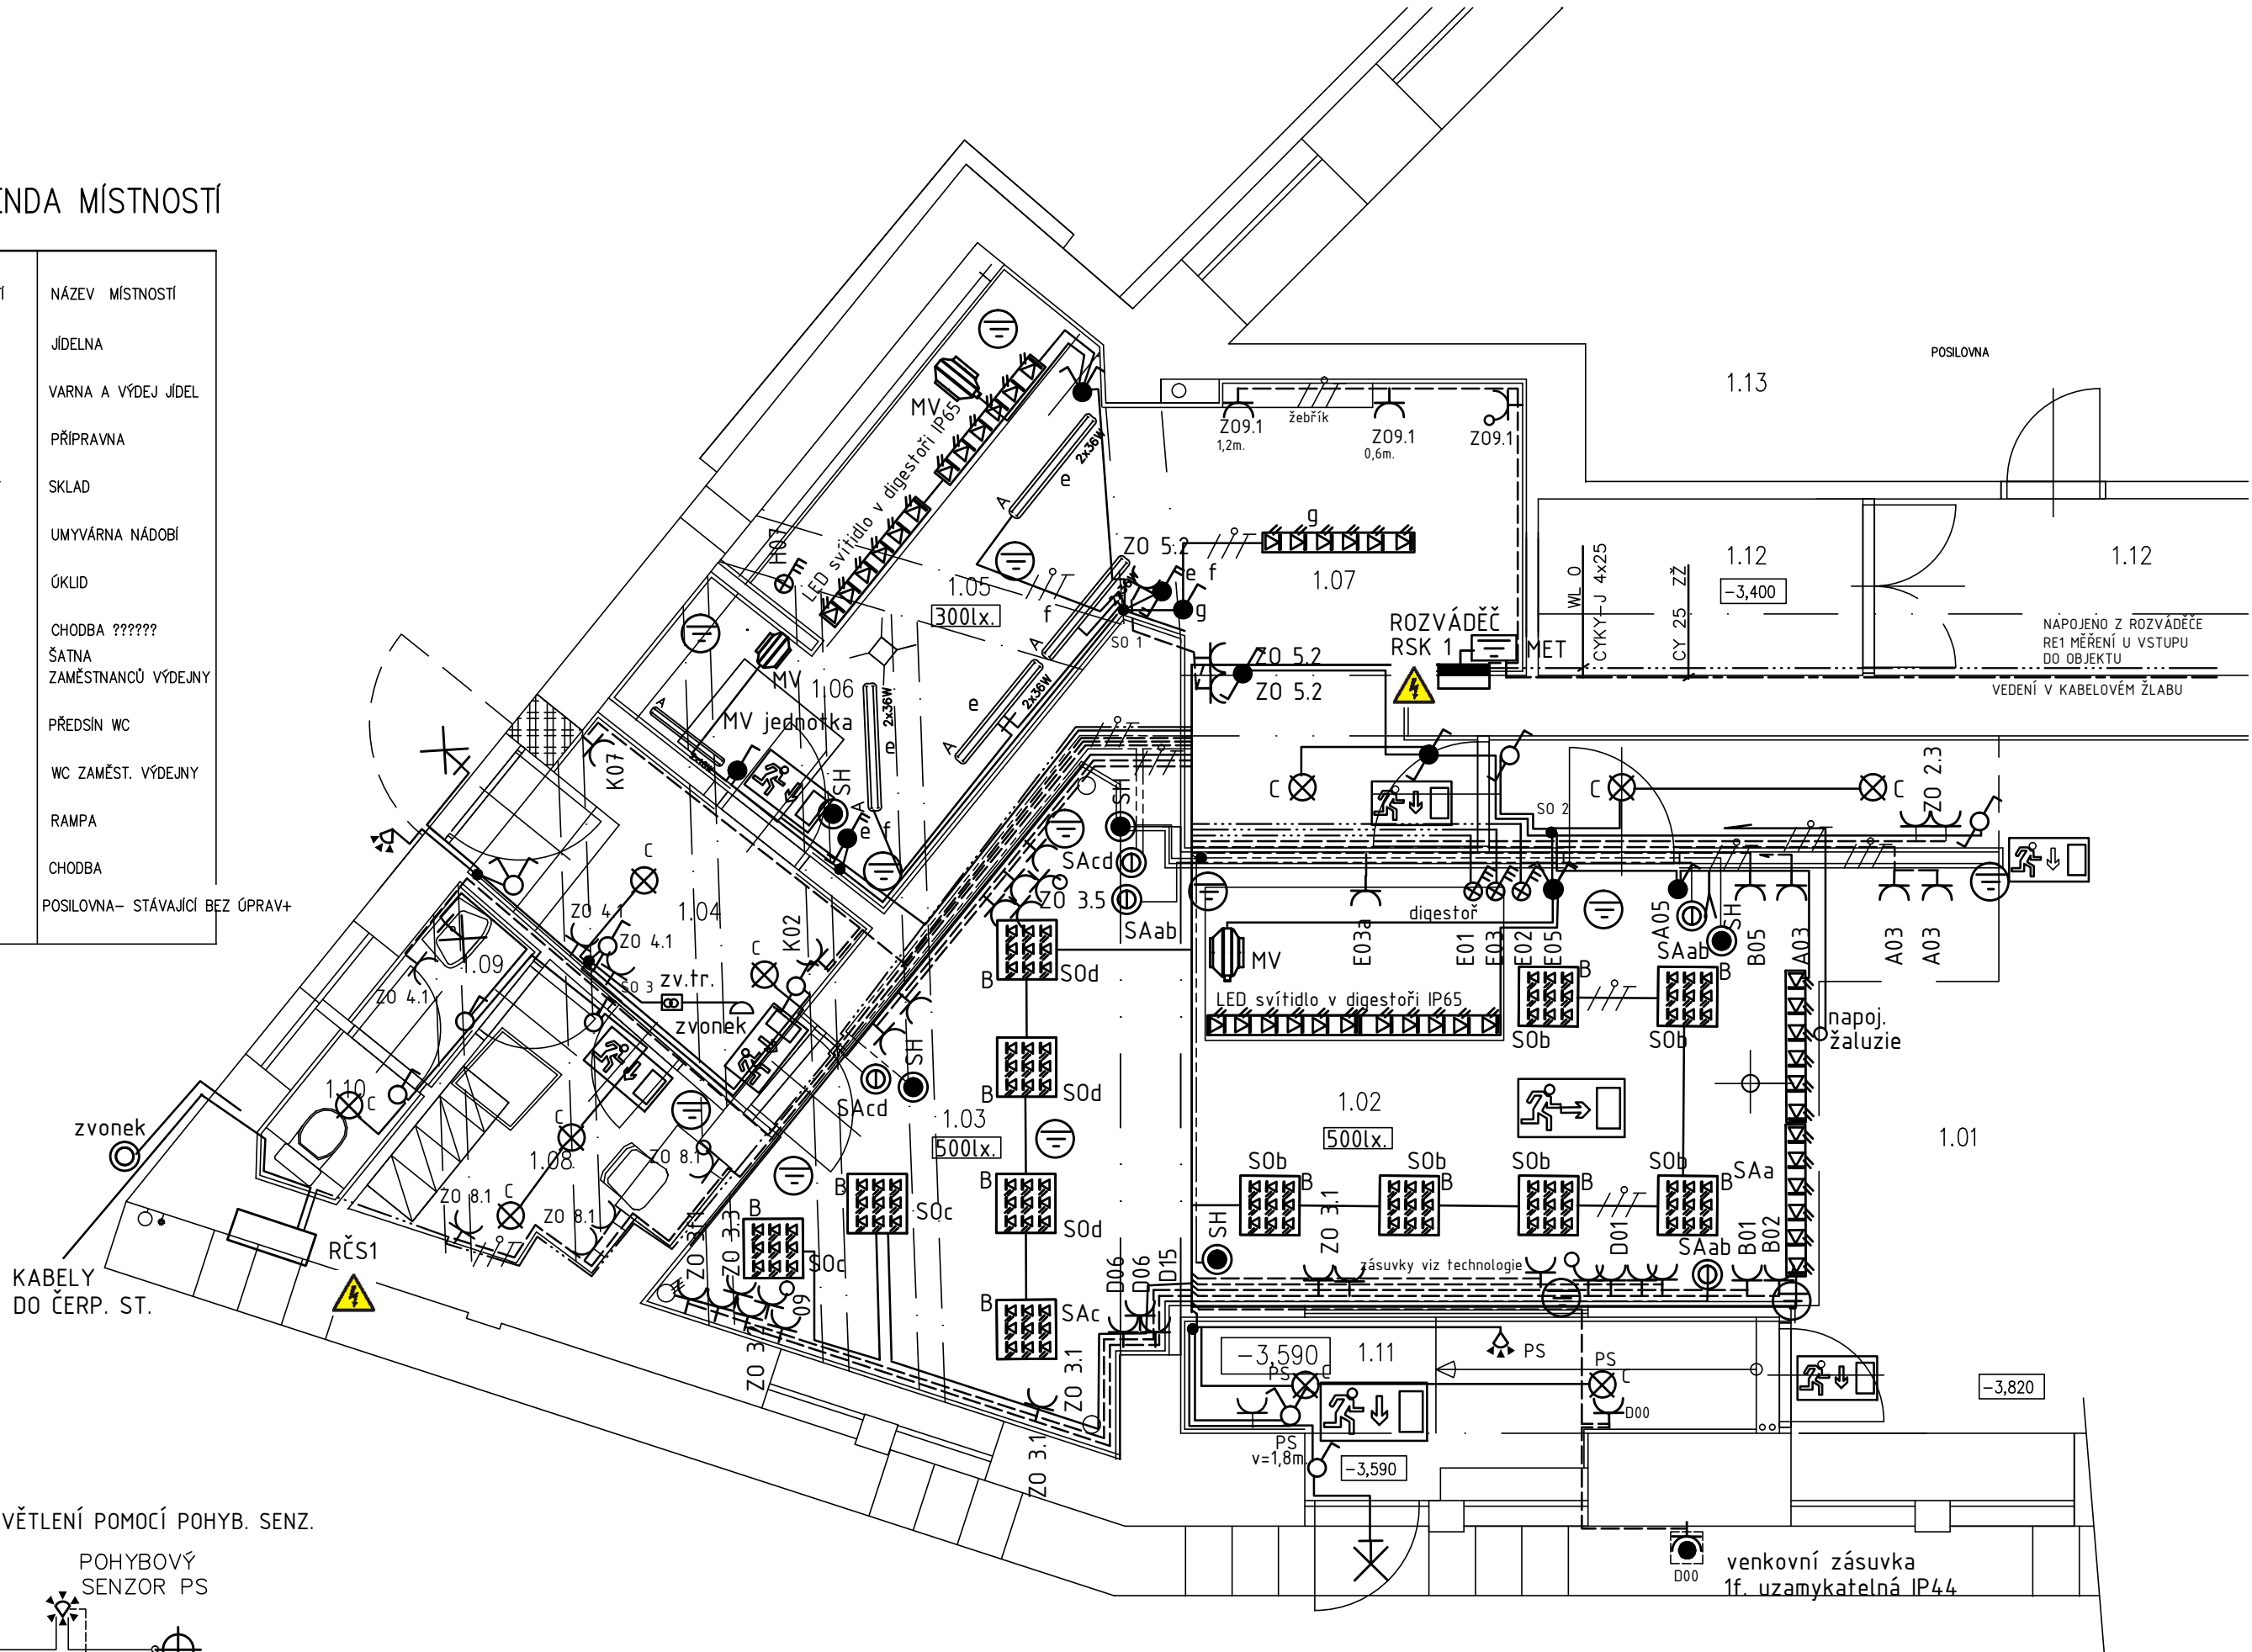 ENDA MÍSTNOSTÍ
Í
NÁZEV MÍSTNOSTÍ
JÍDELNA
VARNA A VÝDEJ JÍDEL
PŘÍPRAVNA
SKLAD
UMYVÁRNA NÁDOBÍ
ÚKLID
CHODBA ??????
ŠATNA
ZAMĚSTNANCŮ VÝDEJNY
PŘEDSÍN WC
WC ZAMĚST. VÝDEJNY
RAMPA
CHODBA
POSILOVNA- STÁVAJÍCÍ BEZ ÚPRAV+
POSILOVNA
1.13
1.12
-3,400
1.12
NAPOJENO Z ROZVÁDĚČE
RE1 MĚŘENÍ U VSTUPU
DO OBJEKTU
VEDENÍ V KABELOVÉM ŽLABU
WL 0
CYKY-J 4x25
CY 25 ZŽ
ROZVÁDĚČ
RSK 1
MET
Z09.1
1,2m.
žebřík
Z09.1
0,6m.
Z09.1
g
1.07
ZO 5.2
e f
g
SO 1
ZO 5.2
ZO 5.2
MV
LED svítidlo v digestoři IP65
H07
2x36W
e
A
1.05
300lx.
f
2x36W
A
MV
1.06
MV jednotka
2x36W
e
2x36W
A
A
A
SH
e f
K07
C
C
C
SO 2
ZO 2.3
SH
SAcd
ZO 3.5
SAab
digestoř
E03a
E01
E03
E02
E05
A05
SAab
SH
B05
A03
A03
A03
C
ZO 4.1
1.04
ZO 4.1
K02
C
1.09
ZO 4.1
SO 3
zv.tr.
zvonek
B
SOd
MV
LED svítidlo v digestoři IP65
B
SOb
B
SOb
napoj.
žaluzie
SH
SAcd
B
SOd
1.03
500lx.
1.02
500lx.
1.01
1.10
C
zvonek
C
1.08
ZO 8.1
ZO 8.1
C
ZO 8.1
B
SOc
B
SOc
B
SOd
SOb
B
SOb
B
SOb
B
SOb
B
SAa
RČS1
KABELY
DO ČERP. ST.
ZO 3.3
09
B
SAc
D06
D06
D15
SH
ZO 3.1
zásuvky viz technologie
D01
SAab
B01
B02
ZO 3.1
ZO 3.1
-3,590
1.11
PS
PS
C
PS
C
D00
PS
v=1,8m.
-3,590
-3,820
D00
venkovní zásuvka
1f. uzamykatelná IP44
VĚTLENÍ POMOCÍ POHYB. SENZ.
POHYBOVÝ
SENZOR PS